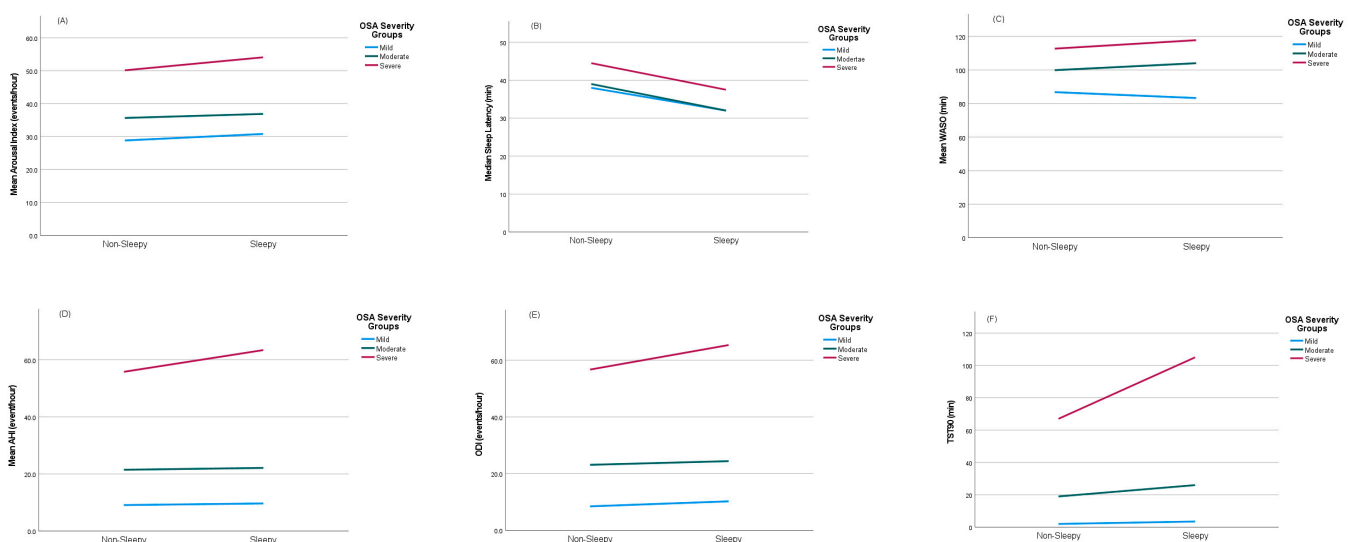 (A)
OSA Severity
Groups
Mild
Moderate
Severe
Mean Arousal Index (events/hour)
60.0
50.0
40.0
30.0
20.0
10.0
0.0
Non-Sleepy
Sleepy
(B)
OSA Severity
Groups
Mild
Modertae
Severe
Median Sleep Latency (min)
50
40
30
20
10
0
Non-Sleepy
Sleepy
(C)
OSA Severity
Groups
Mild
Moderate
Severe
Mean WASO (min)
120
100
80
60
40
20
0
Non-Sleepy
Sleepy
(D)
OSA Severity
Groups
Mild
Moderate
Severe
Mean AHI (event/hour)
60.0
40.0
20.0
0.0
Non-Sleepy
Sleepy
(E)
OSA Severity
Groups
Mild
Moderate
Severe
ODI (events/hour)
60.0
40.0
20.0
0.0
Non-Sleepy
Sleepy
(F)
OSA Severity
Groups
Mild
Moderate
Severe
TST90 (min)
120
100
80
60
40
20
0
Non-Sleepy
Sleepy